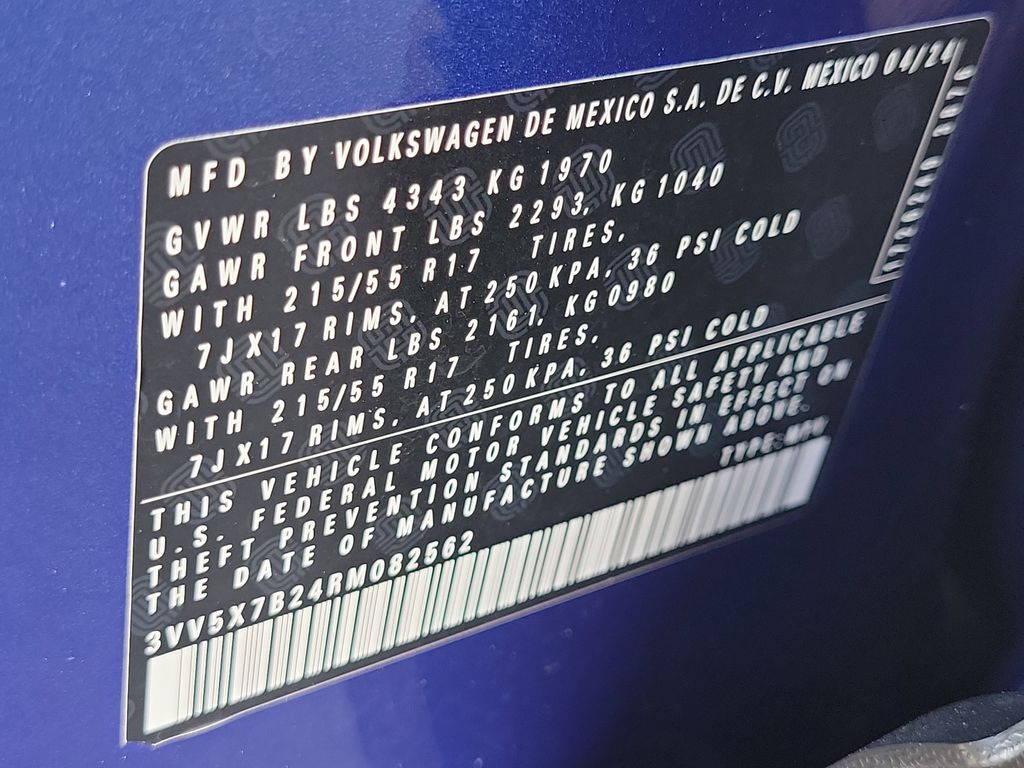 MFD BY VOLKSWAGEN DE MEXICO S.A. DE C.V. MEXICO 04/24
GVWR LBS 4343 KG 1970
GAWR FRONT LBS 2293, KG 1040
WITH 215/55 R17 TIRES,
7JX17 RIMS, AT 250 KPA, 36 PSI COLD
GAWR REAR LBS 2161, KG 0980
WITH 215/55 R17 TIRES,
7JX17 RIMS, AT 250 KPA, 36 PSI COLD
THIS VEHICLE CONFORMS TO ALL APPLICABLE
U.S. FEDERAL MOTOR VEHICLE SAFETY AND
THEFT PREVENTION STANDARDS IN EFFECT ON
THE DATE OF MANUFACTURE SHOWN ABOVE.
TYPE: MPV
3VV5X7B24RM082562